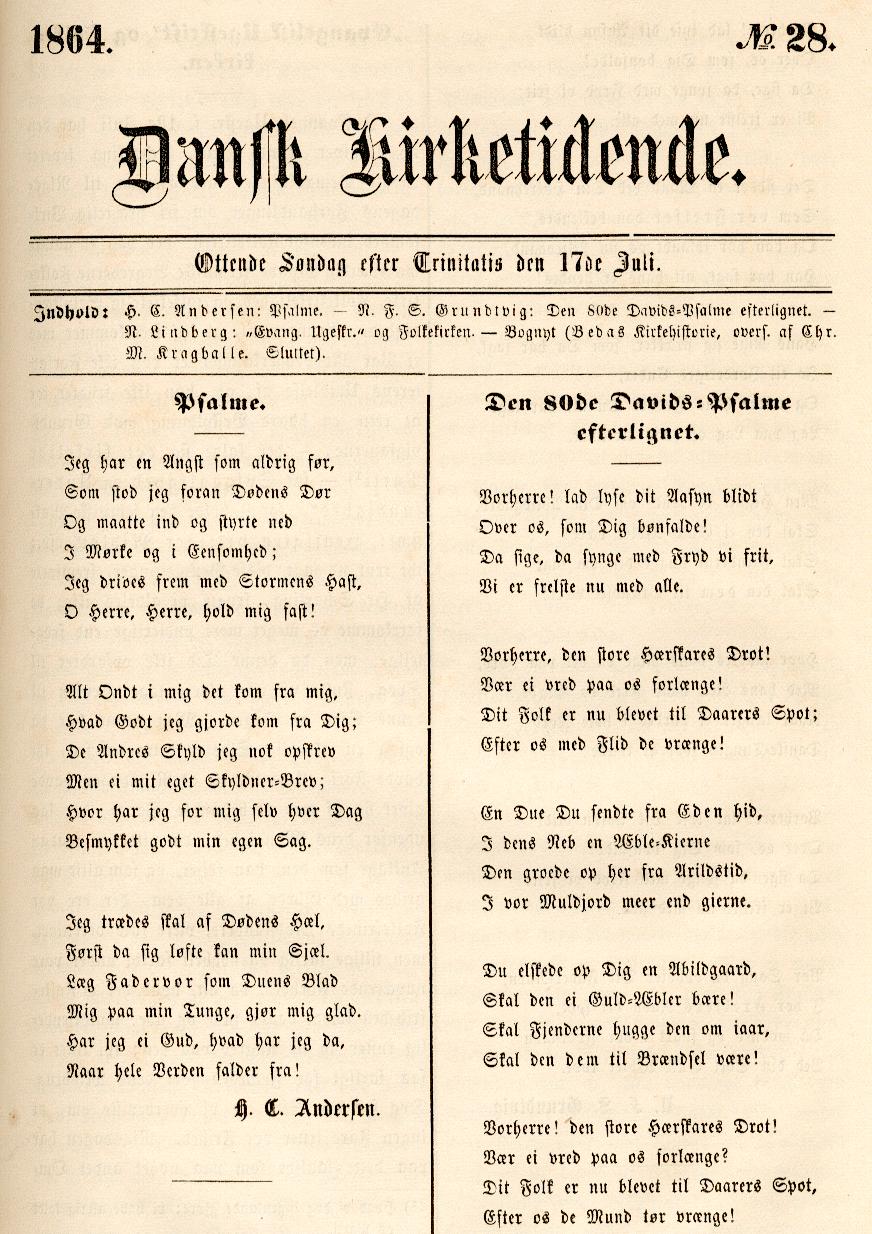 1864.
№ 28.
Dansk Kirketidende.
Ottende Søndag efter Trinitatis den 17de Juli.
Indhold: H. C. Andersen: Psalme. — N. F. S. Grundtvig: Den 80de Davids-Psalme efterlignet. —
N. Lindberg: „Evang. Ugeskr.“ og Folkekirken. — Bognyt (Bedas Kirkehistorie, overs. af Chr.
M. Kragballe. Sluttet).
Psalme.
Jeg har en Angst som aldrig før,
Som stod jeg foran Dødens Dør
Og maatte ind og styrte ned
I Mørke og i Eensomhed;
Jeg drives frem med Stormens Hast,
O Herre, Herre, hold mig fast!
Alt Ondt i mig det kom fra mig,
Hvad Godt jeg gjorde kom fra Dig;
De Andres Skyld jeg nok opskrev
Men ei mit eget Skyldner-Brev;
Hvor har jeg for mig selv hver Dag
Besmykket godt min egen Sag.
Jeg trædes skal af Dødens Hæl,
Først da sig løfte kan min Sjæl.
Læg Fadervor som Duens Blad
Mig paa min Tunge, gjør mig glad.
Har jeg ei Gud, hvad har jeg da,
Naar hele Verden falder fra!
H. C. Andersen.
Den 80de Davids-Psalme
efterlignet.
Vorherre! lad lyse dit Aasyn blidt
Over os, som Dig bønfalde!
Da sige, da synge med Fryd vi frit,
Vi er frelste nu med alle.
Vorherre, den store Hærskares Drot!
Vær ei vred paa os forlænge!
Dit Folk er nu blevet til Daarers Spot;
Efter os med Flid de vrænge!
En Due Du sendte fra Eden hid,
I dens Neb en Æble-Kierne
Den groede op her fra Arildstid,
I vor Muldjord meer end gierne.
Du elskede op Dig en Abildgaard,
Skal den ei Guld-Æbler bære!
Skal Fjenderne hugge den om iaar,
Skal den dem til Brændsel være!
Vorherre! den store Hærskares Drot!
Vær ei vred paa os forlænge?
Dit Folk er nu blevet til Daarers Spot,
Efter os de Mund tør vrænge!